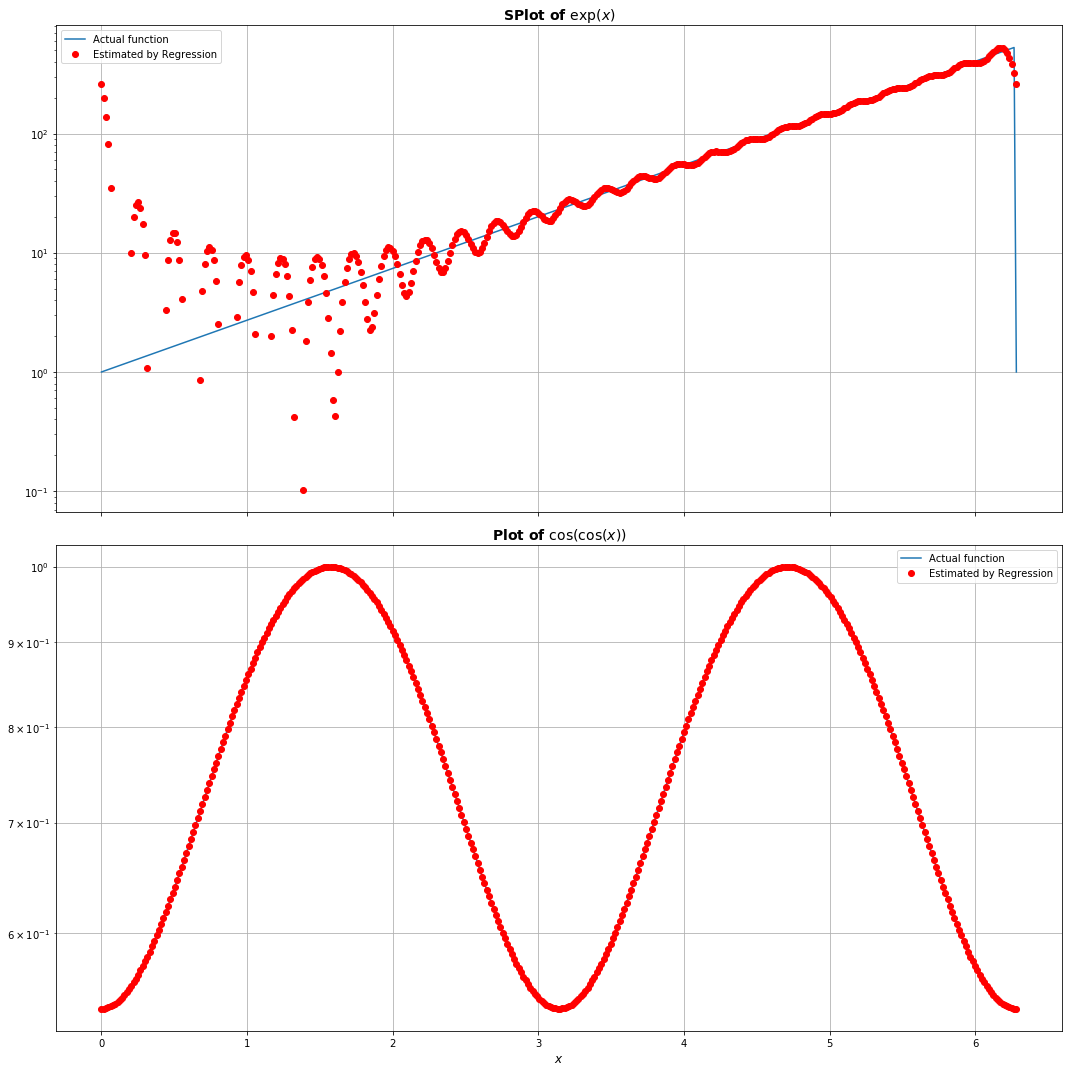 SPlot of exp(x)
Actual function
Estimated by Regression
10²
10¹
10⁰
10⁻¹
Plot of cos(cos(x))
Actual function
Estimated by Regression
10⁰
9 × 10⁻¹
8 × 10⁻¹
7 × 10⁻¹
6 × 10⁻¹
0 1 2 3 4 5 6
x